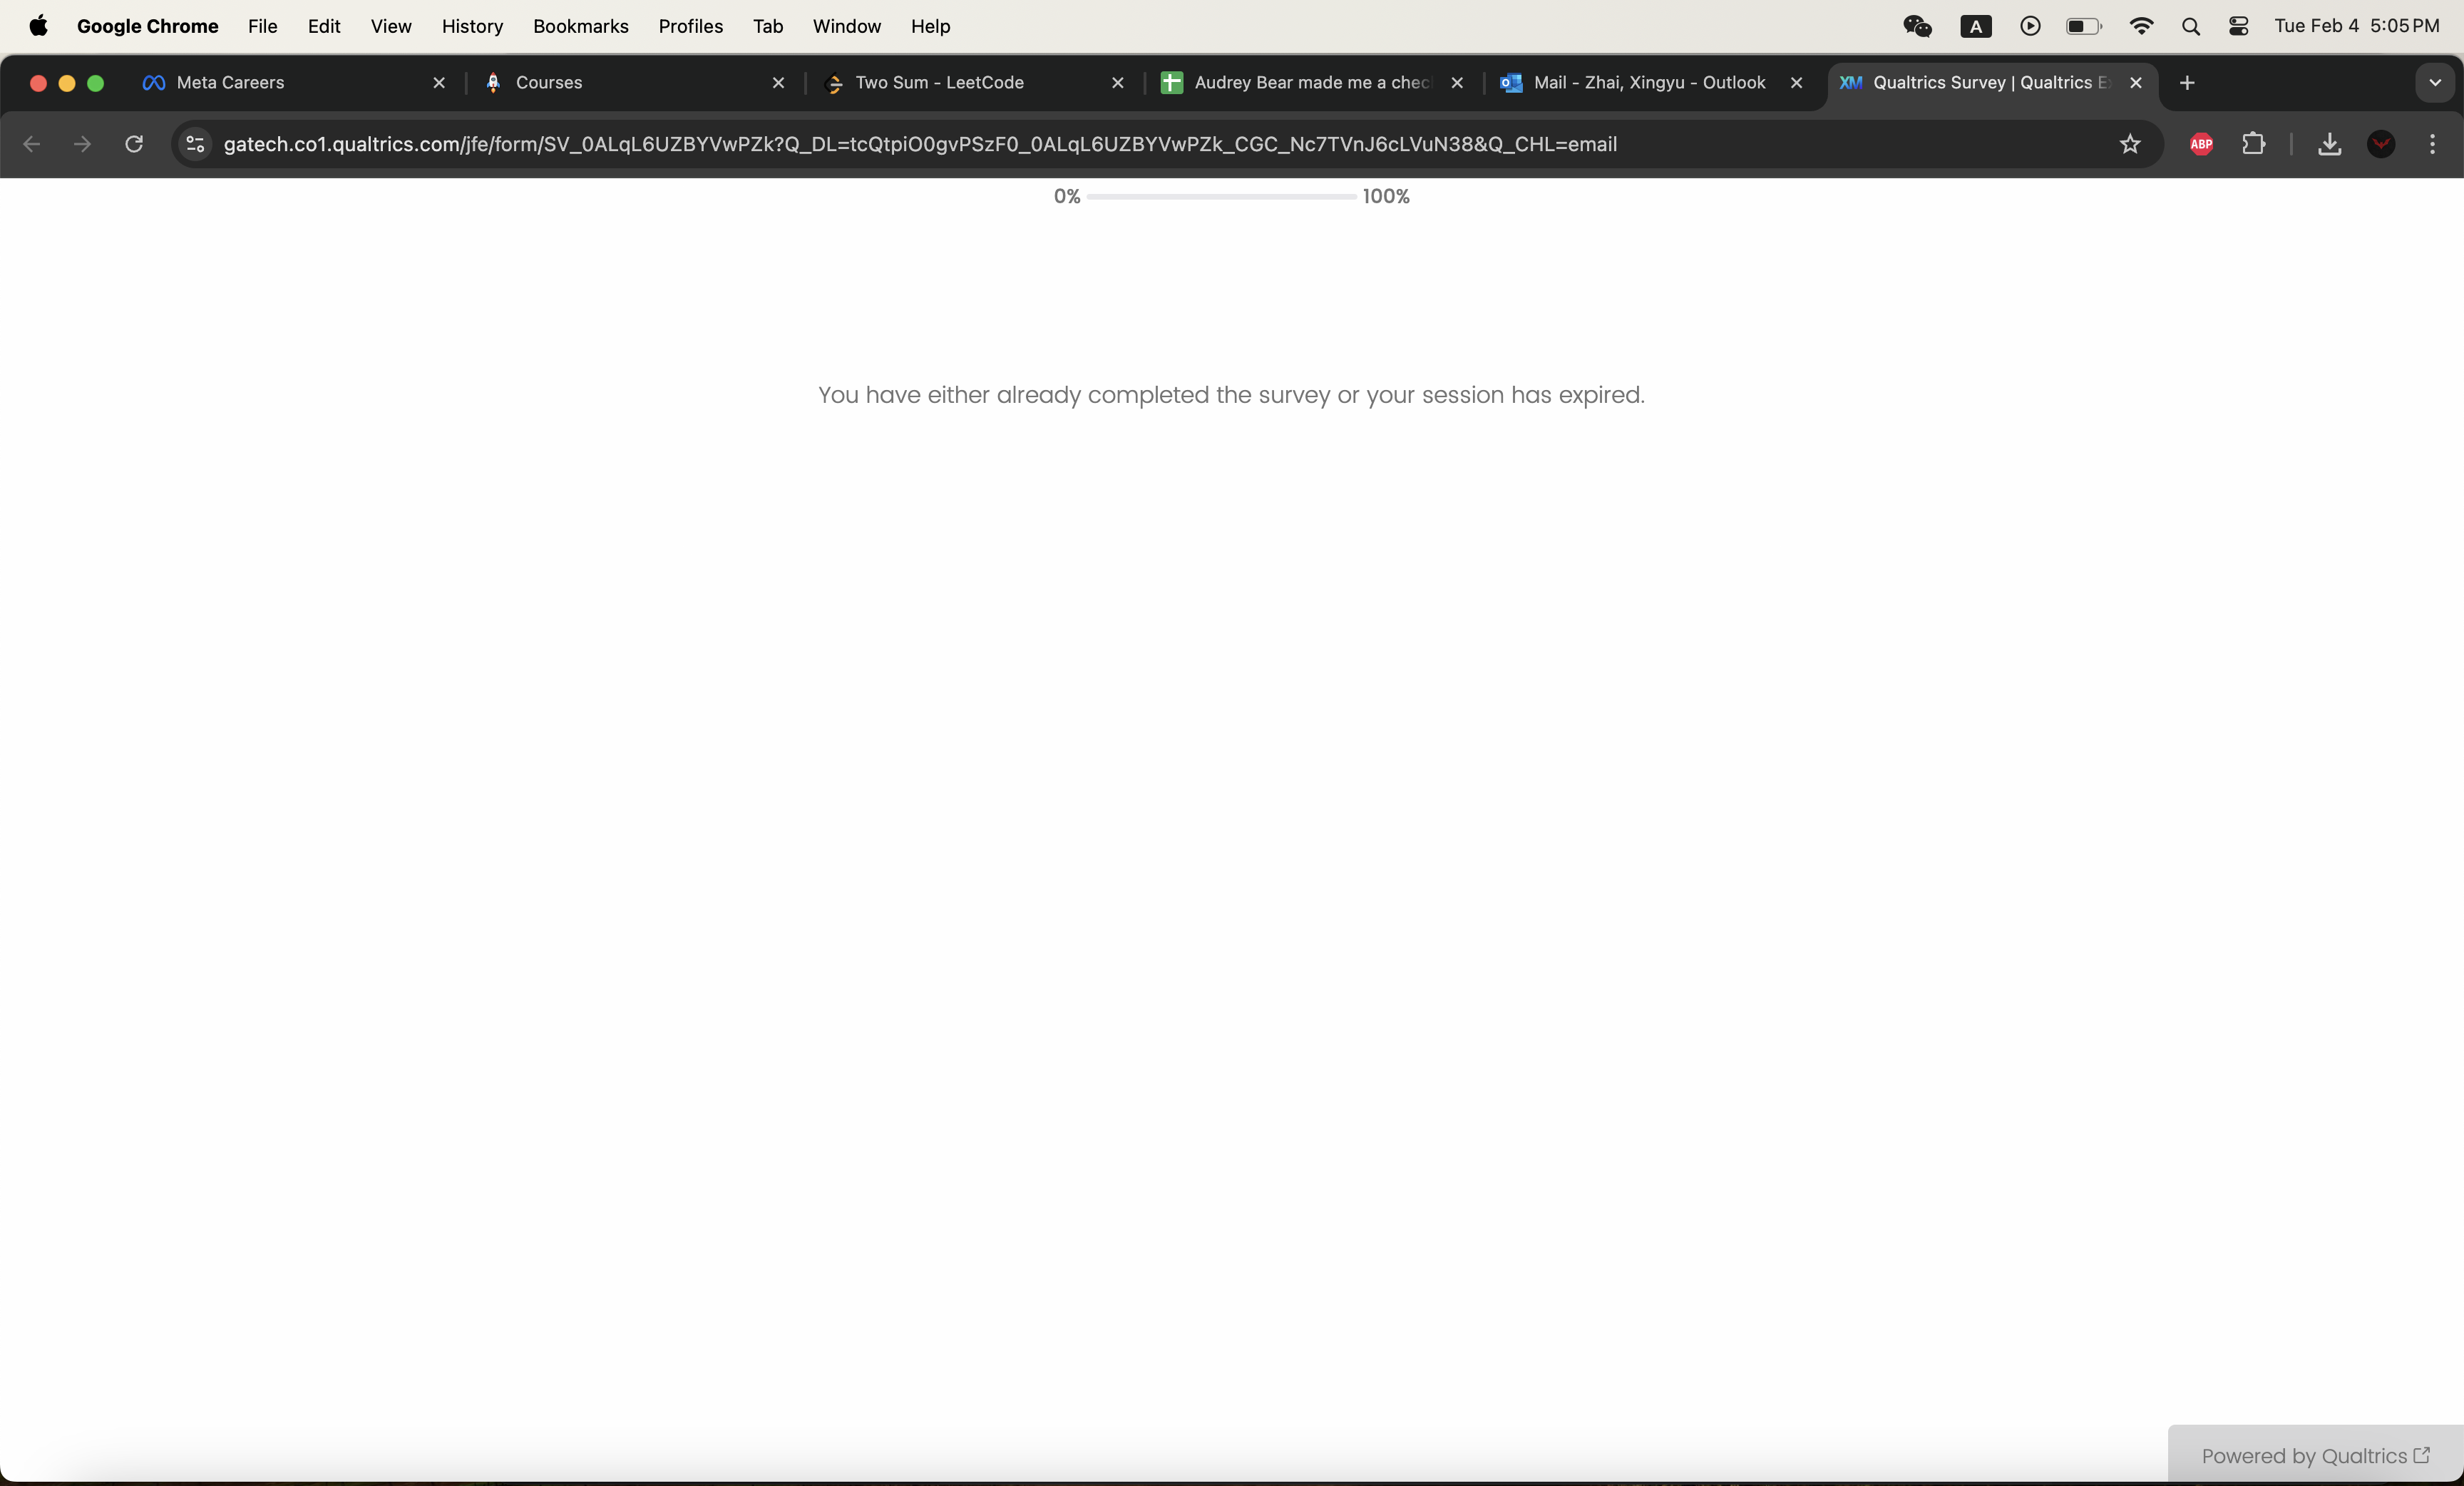 Google Chrome File Edit View History Bookmarks Profiles Tab Window Help A Tue Feb 4 5:05 PM
Meta Careers Courses Two Sum - LeetCode Audrey Bear made me a chec Mail - Zhai, Xingyu - Outlook XM Qualtrics Survey | Qualtrics E
gatech.co1.qualtrics.com/jfe/form/SV_0ALqL6UZBYVwPZk?Q_DL=tcQtpiO0gvPSzF0_0ALqL6UZBYVwPZk_CGC_Nc7TVnJ6cLVuN38&Q_CHL=email ABP
0% 100%
You have either already completed the survey or your session has expired.
Powered by Qualtrics